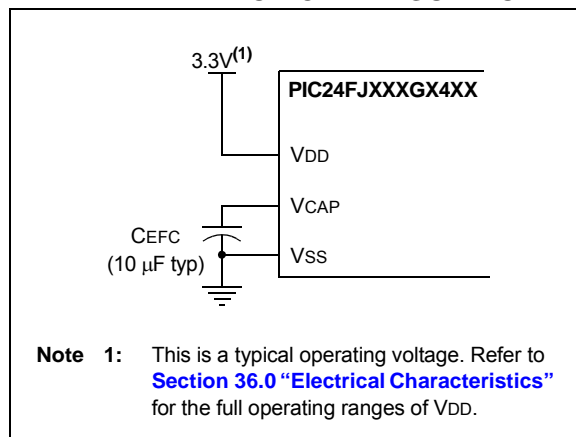 3.3V(1)
PIC24FJXXXGX4XX
VDD
VCAP
CEFC
(10 μF typ)
VSS
Note 1: This is a typical operating voltage. Refer to
Section 36.0 “Electrical Characteristics”
for the full operating ranges of VDD.